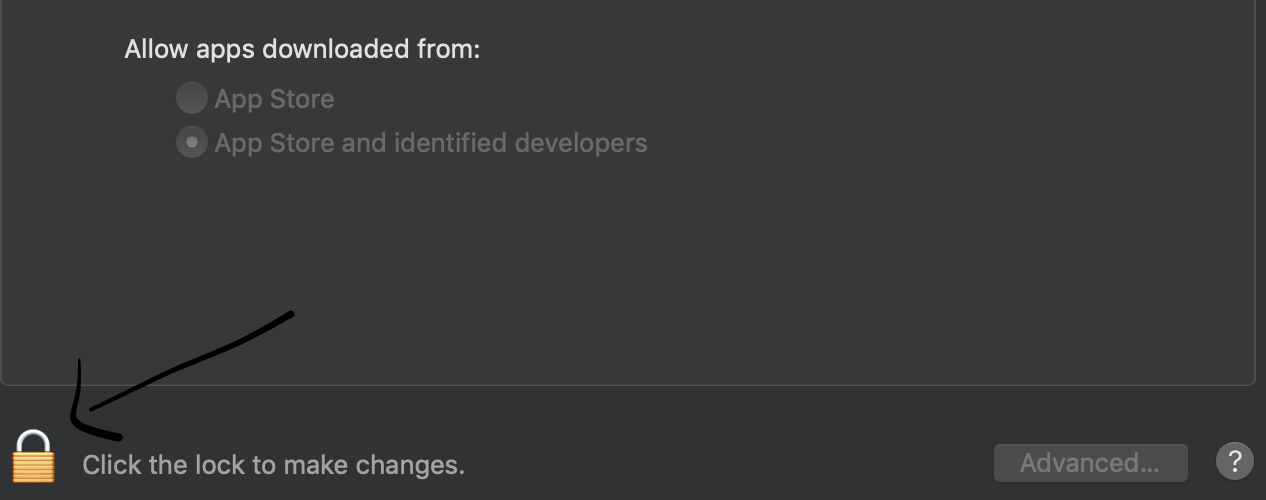 Allow apps downloaded from:
App Store
App Store and identified developers
Click the lock to make changes.
Advanced...
?